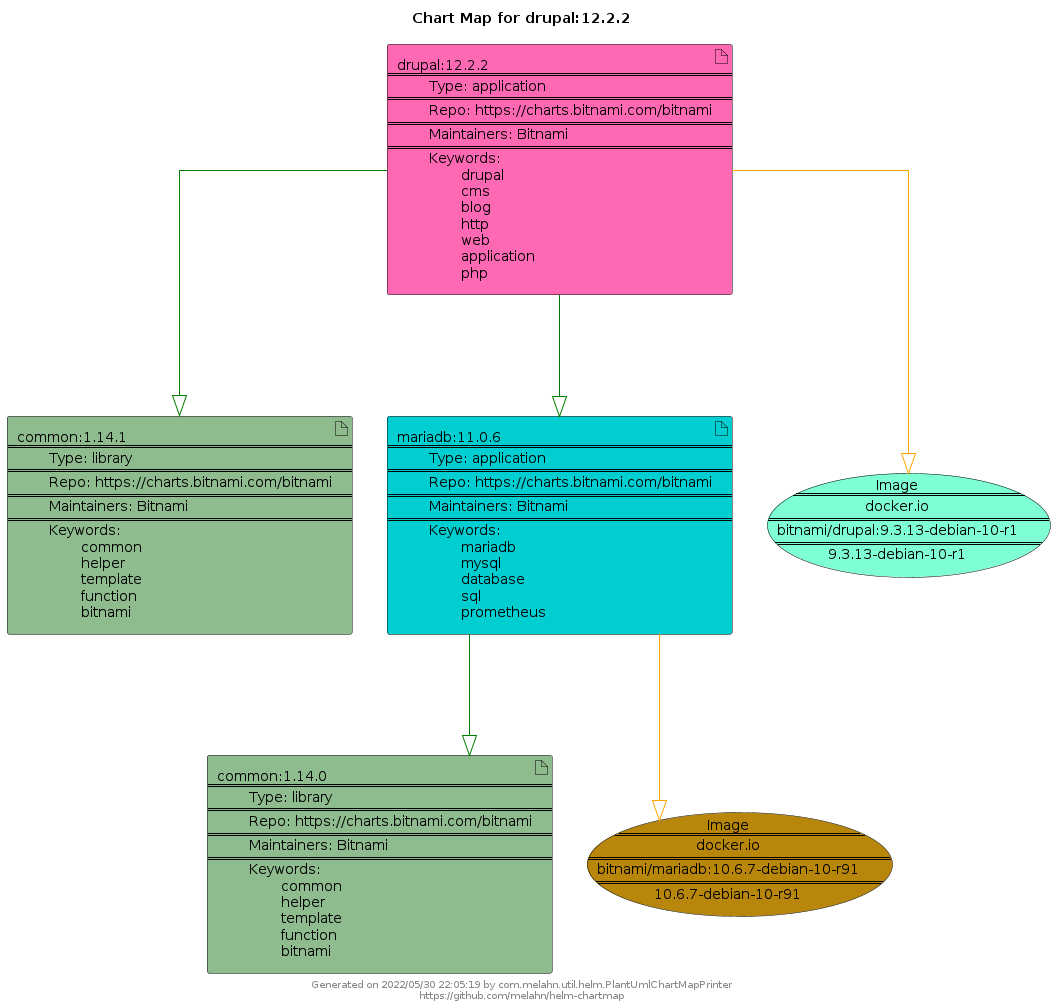 Chart Map for drupal:12.2.2
drupal:12.2.2
Type: application
Repo: https://charts.bitnami.com/bitnami
Maintainers: Bitnami
Keywords:
drupal
cms
blog
http
web
application
php
common:1.14.1
Type: library
Repo: https://charts.bitnami.com/bitnami
Maintainers: Bitnami
Keywords:
common
helper
template
function
bitnami
mariadb:11.0.6
Type: application
Repo: https://charts.bitnami.com/bitnami
Maintainers: Bitnami
Keywords:
mariadb
mysql
database
sql
prometheus
Image
docker.io
bitnami/drupal:9.3.13-debian-10-r1
9.3.13-debian-10-r1
common:1.14.0
Type: library
Repo: https://charts.bitnami.com/bitnami
Maintainers: Bitnami
Keywords:
common
helper
template
function
bitnami
Image
docker.io
bitnami/mariadb:10.6.7-debian-10-r91
10.6.7-debian-10-r91
Generated on 2022/05/30 22:05:19 by com.melahn.util.helm.PlantUmlChartMapPrinter
https://github.com/melahn/helm-chartmap